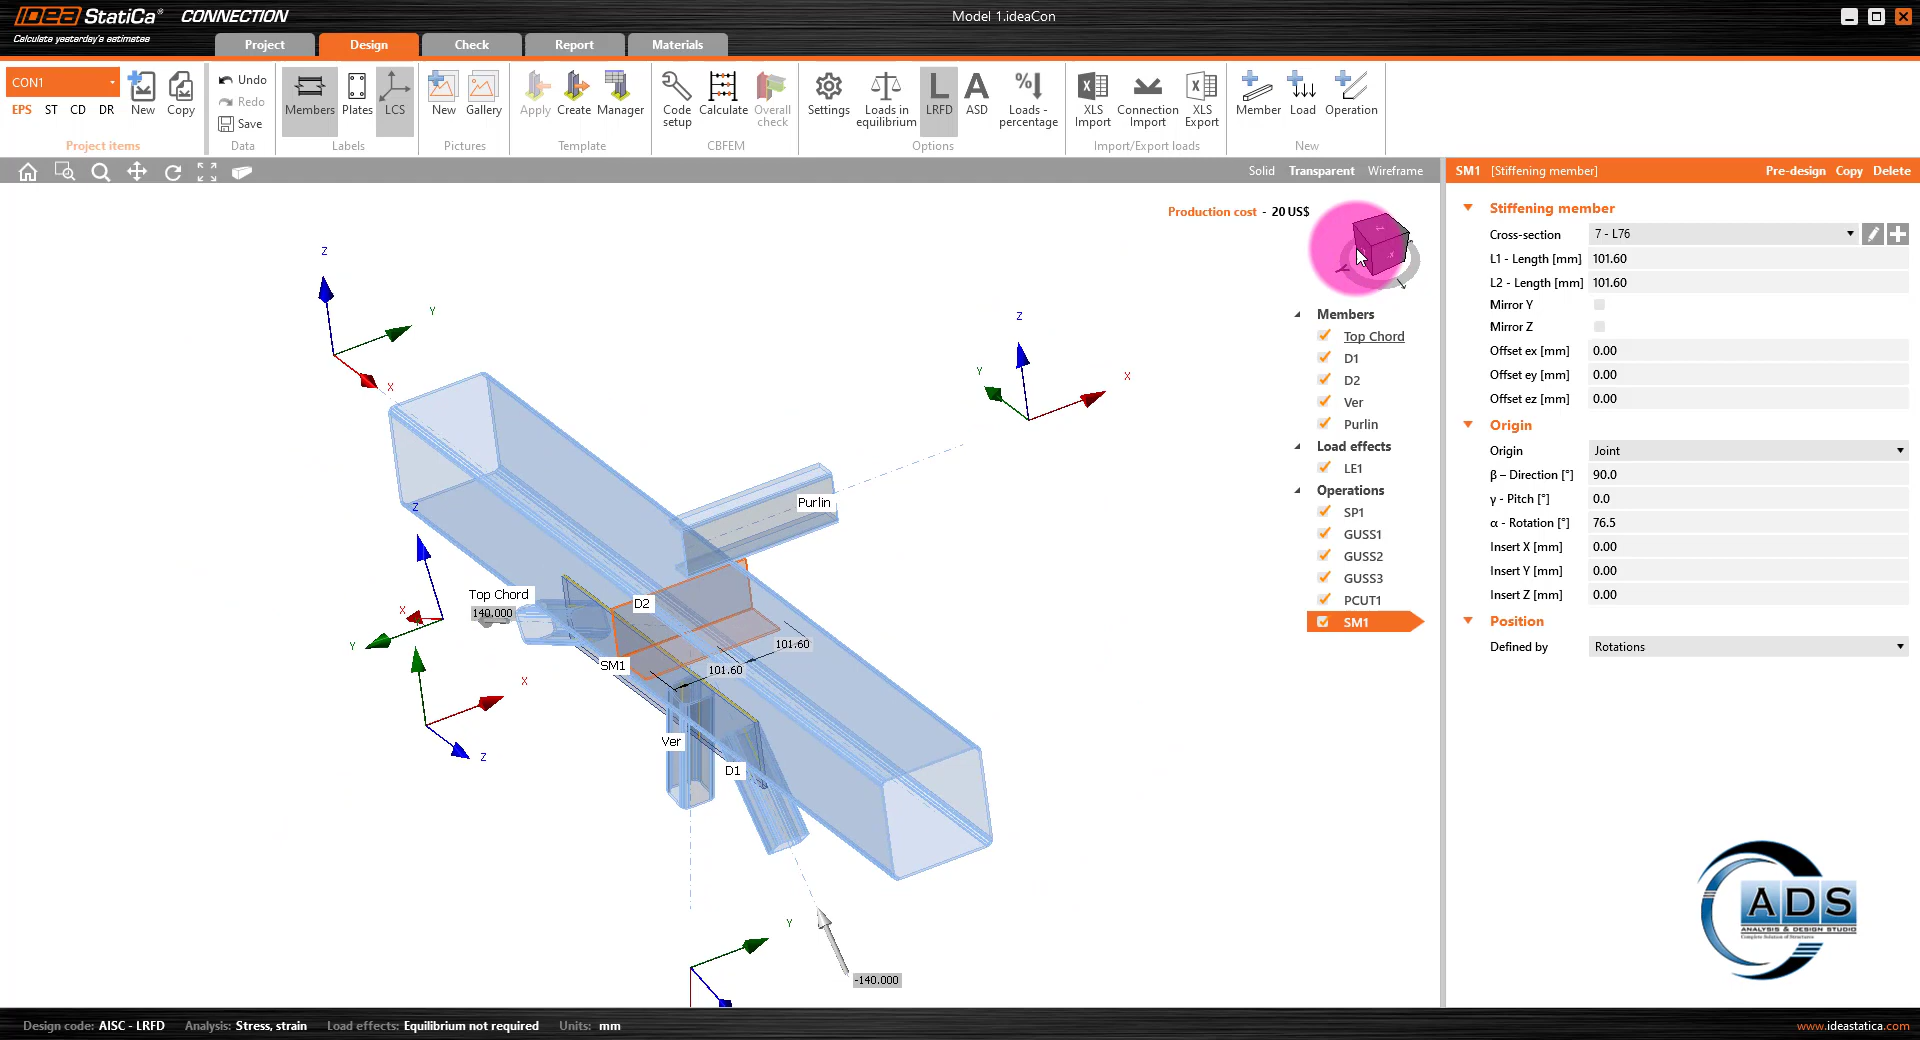 IDEA StatiCa® CONNECTION
Calculate yesterday's estimates
Model 1.ideaCon
Project
Design
Check
Report
Materials
CON1
EPS ST CD DR
New
Copy
Project items
Undo
Redo
Save
Data
Members
Plates
LCS
Labels
New
Gallery
Pictures
Apply
Create
Manager
Template
Code setup
Calculate
Overall check
CBFEM
Settings
Loads in equilibrium
LRFD
ASD
Loads - percentage
Options
XLS Import
Connection Import
XLS Export
Import/Export loads
Member
Load
Operation
New
Solid Transparent Wireframe
Production cost - 20 US$
Z
Y
X
Z
Y
X
Z
X
Y
X
Z
Y
Purlin
Top Chord
140.000
D2
SM1
101.60
101.60
Ver
D1
-140.000
Members
Top Chord
D1
D2
Ver
Purlin
Load effects
LE1
Operations
SP1
GUSS1
GUSS2
GUSS3
PCUT1
SM1
SM1 [Stiffening member] Pre-design Copy Delete
Stiffening member
Cross-section 7 - L76
L1 - Length [mm] 101.60
L2 - Length [mm] 101.60
Mirror Y
Mirror Z
Offset ex [mm] 0.00
Offset ey [mm] 0.00
Offset ez [mm] 0.00
Origin
Origin Joint
β – Direction [°] 90.0
γ - Pitch [°] 0.0
α - Rotation [°] 76.5
Insert X [mm] 0.00
Insert Y [mm] 0.00
Insert Z [mm] 0.00
Position
Defined by Rotations
ADS
ANALYSIS & DESIGN STUDIO
Complete Solution of Structures
Design code: AISC - LRFD Analysis: Stress, strain Load effects: Equilibrium not required Units: mm
www.ideastatica.com